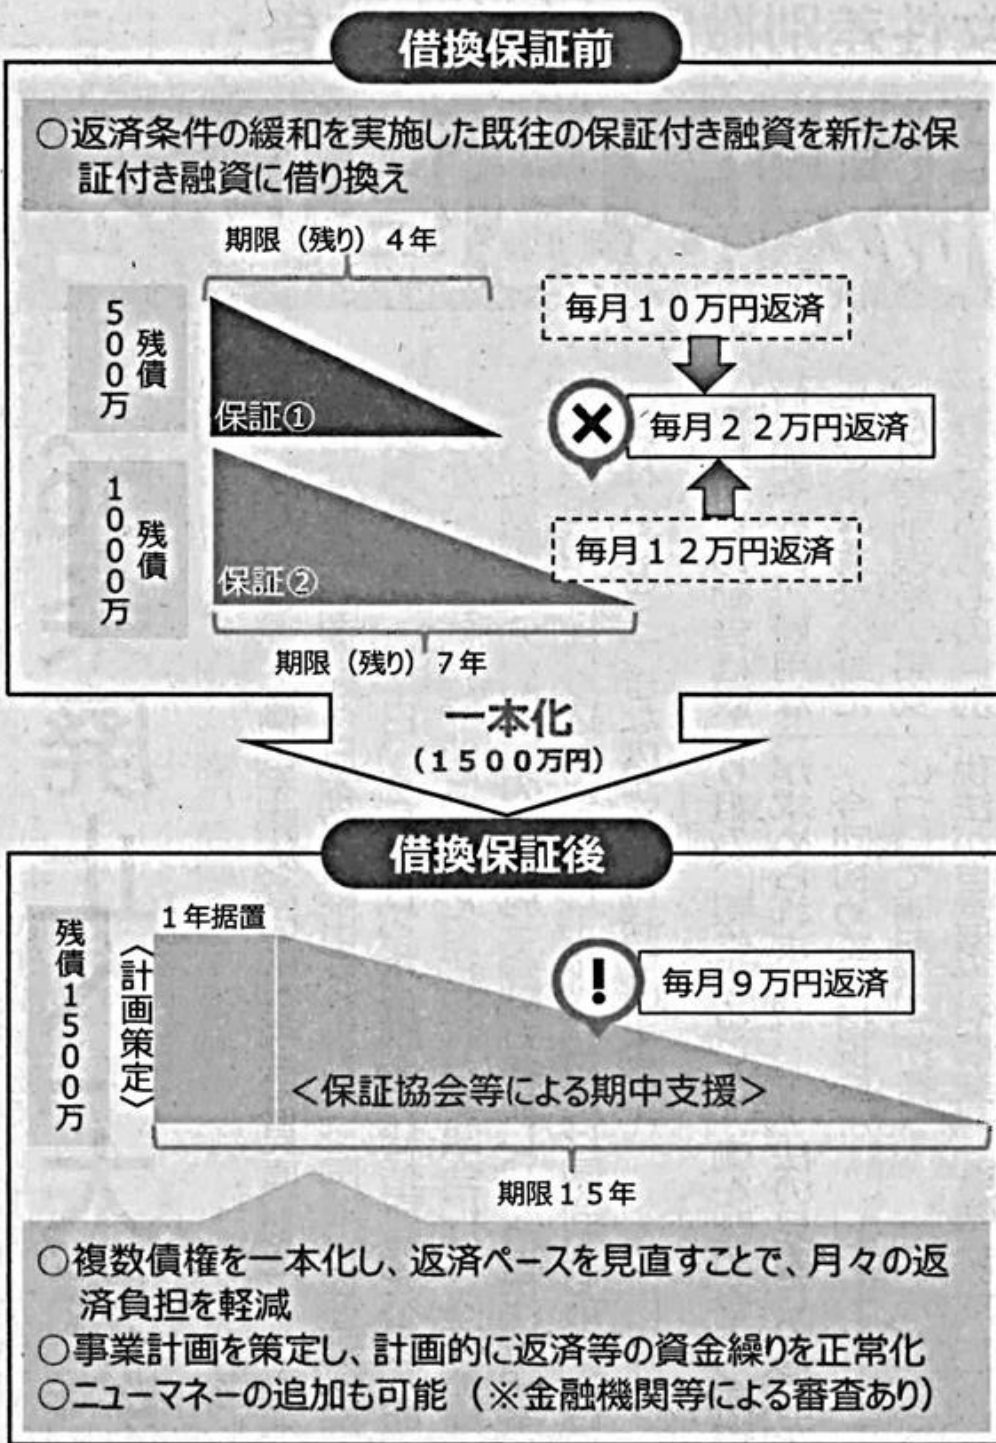 借換保証前
○返済条件の緩和を実施した既往の保証付き融資を新たな保
証付き融資に借り換え
期限（残り）４年
残債
５００万
保証①
毎月１０万円返済
毎月２２万円返済
毎月１２万円返済
残債
１０００万
保証②
期限（残り）７年
一本化
（１５００万円）
借換保証後
残債１５００万
〈計画策定〉
１年据置
毎月９万円返済
＜保証協会等による期中支援＞
期限１５年
○複数債権を一本化し、返済ペースを見直すことで、月々の返
済負担を軽減
○事業計画を策定し、計画的に返済等の資金繰りを正常化
○ニューマネーの追加も可能（※金融機関等による審査あり）